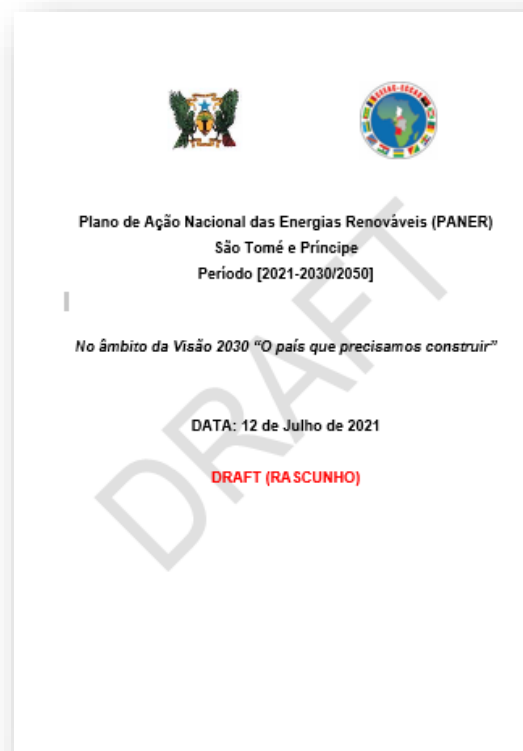 Plano de Ação Nacional das Energias Renováveis (PANER)
São Tomé e Príncipe
Período [2021-2030/2050]
No âmbito da Visão 2030 “O país que precisamos construir”
DATA: 12 de Julho de 2021
DRAFT (RASCUNHO)
DRAFT